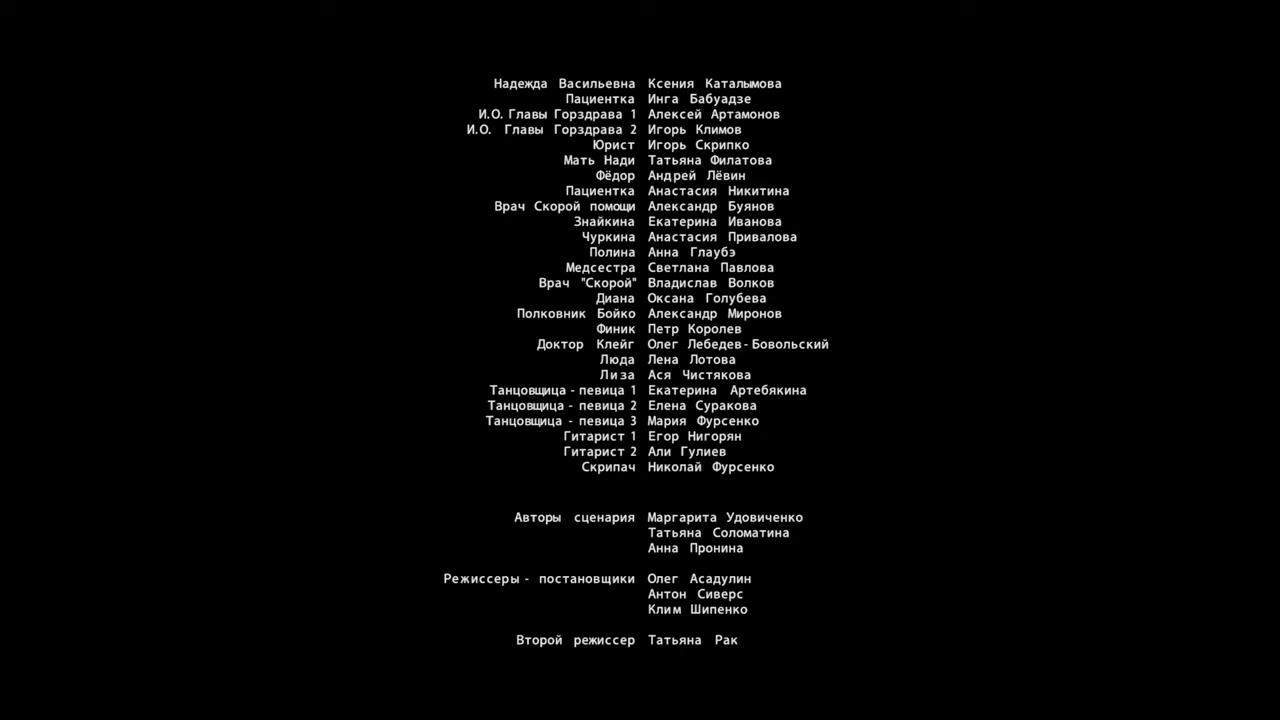 Надежда Васильевна Ксения Каталымова
Пациентка Инга Бабуадзе
И.О. Главы Горздрава 1 Алексей Артамонов
И.О. Главы Горздрава 2 Игорь Климов
Юрист Игорь Скрипко
Мать Нади Татьяна Филатова
Фёдор Андрей Лёвин
Пациентка Анастасия Никитина
Врач Скорой помощи Александр Буянов
Знайкина Екатерина Иванова
Чуркина Анастасия Привалова
Полина Анна Глаубэ
Медсестра Светлана Павлова
Врач "Скорой" Владислав Волков
Диана Оксана Голубева
Полковник Бойко Александр Миронов
Финик Петр Королев
Доктор Клейг Олег Лебедев-Бовольский
Люда Лена Лотова
Лиза Ася Чистякова
Танцовщица - певица 1 Екатерина Артебякина
Танцовщица - певица 2 Елена Суракова
Танцовщица - певица 3 Мария Фурсенко
Гитарист 1 Егор Нигорян
Гитарист 2 Али Гулиев
Скрипач Николай Фурсенко
Авторы сценария Маргарита Удовиченко
Татьяна Соломатина
Анна Пронина
Режиссеры - постановщики Олег Асадулин
Антон Сиверс
Клим Шипенко
Второй режиссер Татьяна Рак